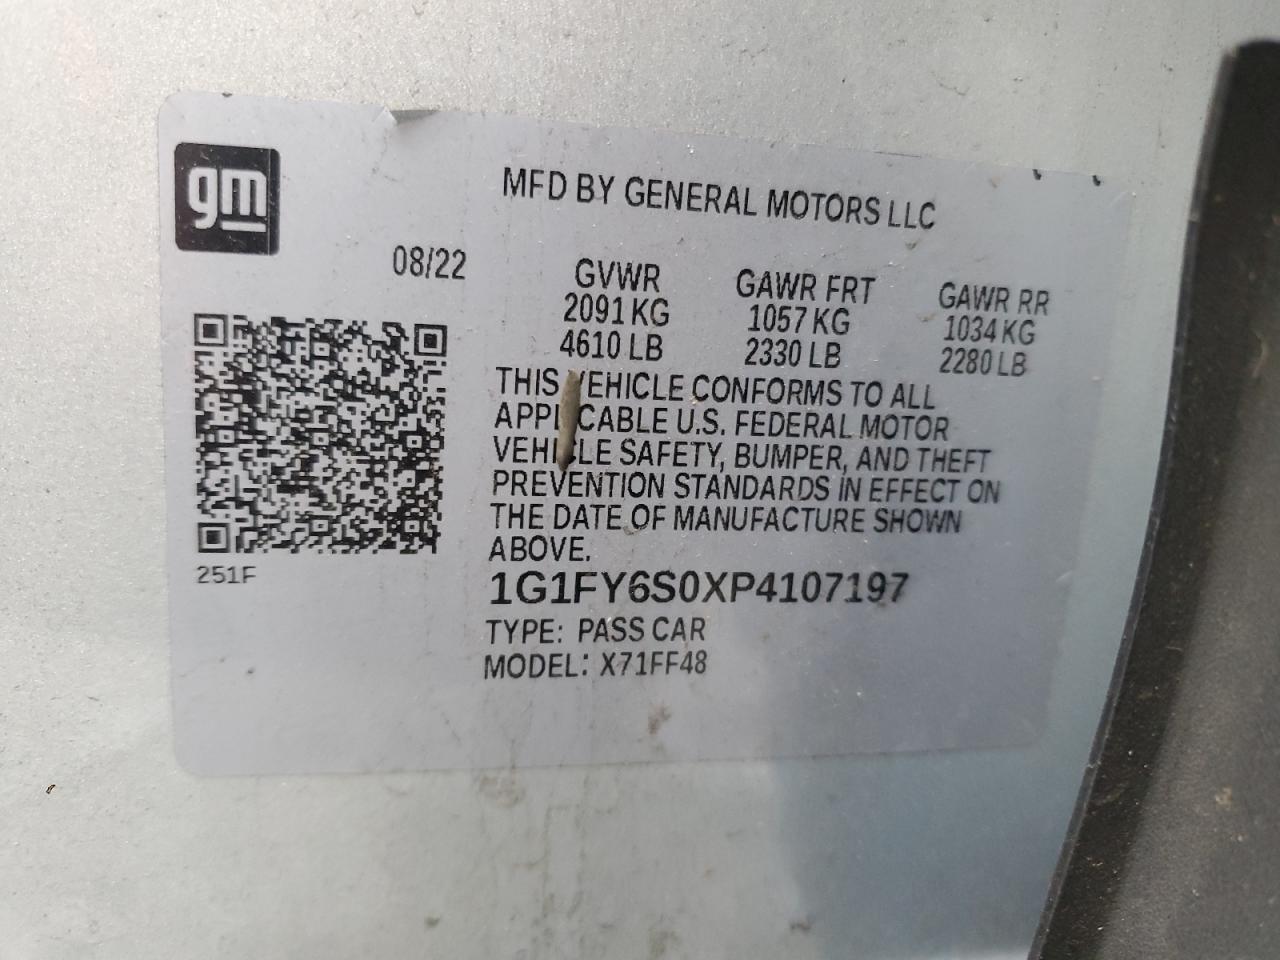 gm
MFD BY GENERAL MOTORS LLC
08/22
GVWR GAWR FRT GAWR RR
2091 KG 1057 KG 1034 KG
4610 LB 2330 LB 2280 LB
THIS VEHICLE CONFORMS TO ALL
APPLICABLE U.S. FEDERAL MOTOR
VEHICLE SAFETY, BUMPER, AND THEFT
PREVENTION STANDARDS IN EFFECT ON
THE DATE OF MANUFACTURE SHOWN
ABOVE.
251F
1G1FY6S0XP4107197
TYPE: PASS CAR
MODEL: X71FF48